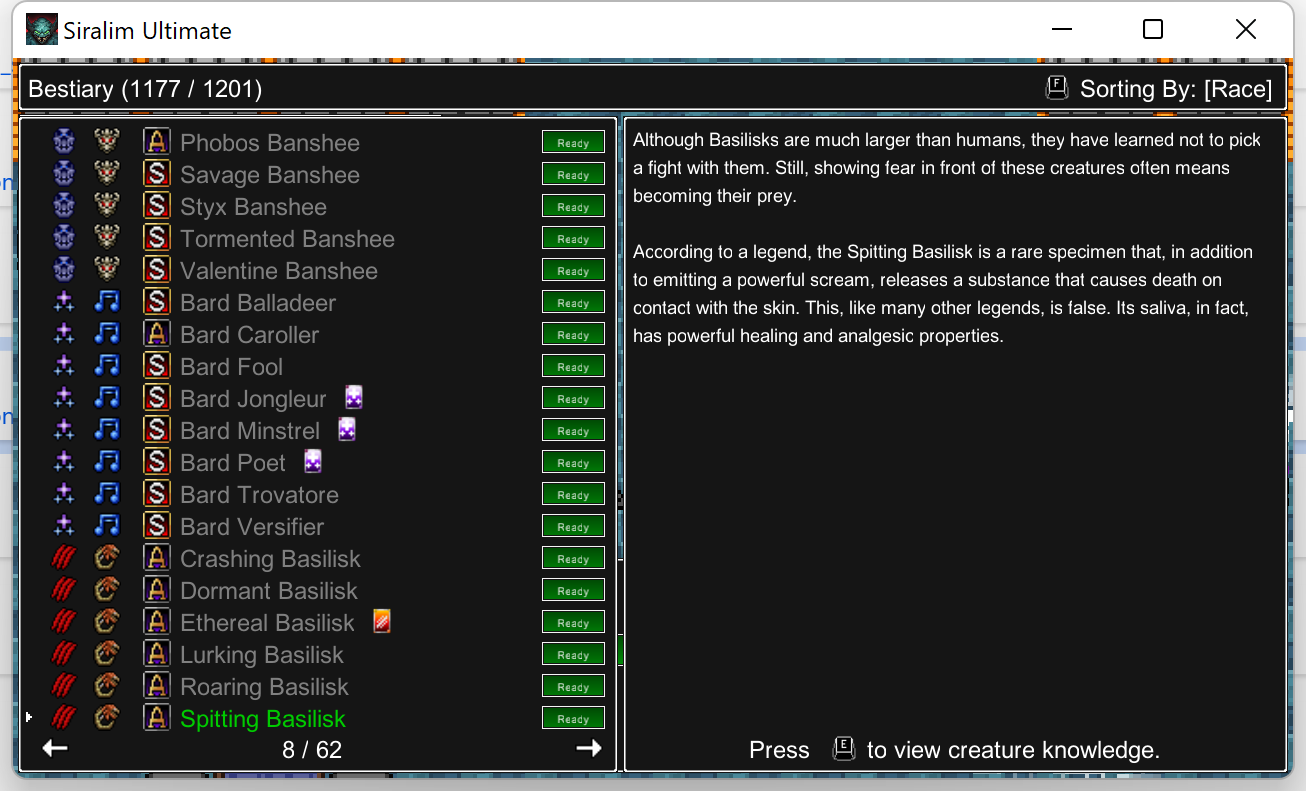 Siralim Ultimate
Bestiary (1177 / 1201)
F Sorting By: [Race]
A Phobos Banshee Ready
S Savage Banshee Ready
S Styx Banshee Ready
S Tormented Banshee Ready
S Valentine Banshee Ready
S Bard Balladeer Ready
A Bard Caroller Ready
S Bard Fool Ready
S Bard Jongleur Ready
S Bard Minstrel Ready
S Bard Poet Ready
S Bard Trovatore Ready
S Bard Versifier Ready
A Crashing Basilisk Ready
A Dormant Basilisk Ready
A Ethereal Basilisk Ready
A Lurking Basilisk Ready
A Roaring Basilisk Ready
A Spitting Basilisk Ready
8 / 62
Although Basilisks are much larger than humans, they have learned not to pick
a fight with them. Still, showing fear in front of these creatures often means
becoming their prey.
According to a legend, the Spitting Basilisk is a rare specimen that, in addition
to emitting a powerful scream, releases a substance that causes death on
contact with the skin. This, like many other legends, is false. Its saliva, in fact,
has powerful healing and analgesic properties.
Press E to view creature knowledge.